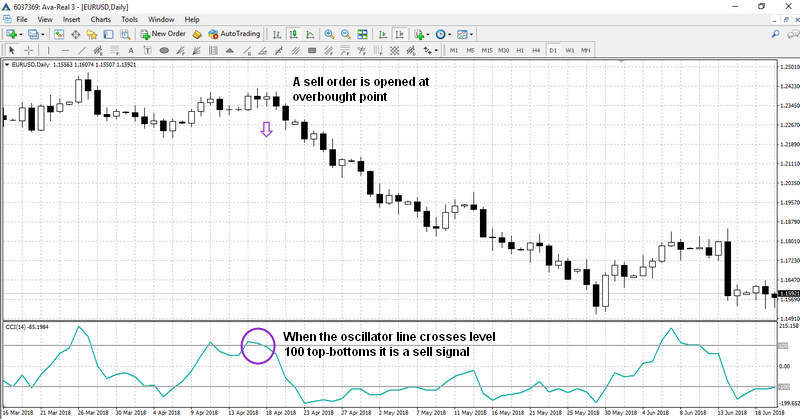 6037369: Ava-Real 3 - [EURUSD,Daily]
File View Insert Charts Tools Window Help
New Order AutoTrading
A T M1 M5 M15 M30 H1 H4 D1 W1 MN
EURUSD,Daily 1.15563 1.16074 1.15507 1.15921
A sell order is opened at
overbought point
1.25010
1.23390
1.22670
1.21890
1.21110
1.20350
1.19570
1.18790
1.18010
1.17230
1.16470
1.15921
1.15690
1.14910
CCI(14) -85.1984
When the oscillator line crosses level
100 top-bottoms it is a sell signal
215.158
100
-100
-199.652
16 Mar 2018 21 Mar 2018 26 Mar 2018 30 Mar 2018 4 Apr 2018 9 Apr 2018 13 Apr 2018 18 Apr 2018 23 Apr 2018 27 Apr 2018 2 May 2018 7 May 2018 11 May 2018 16 May 2018 21 May 2018 25 May 2018 30 May 2018 4 Jun 2018 8 Jun 2018 13 Jun 2018 18 Jun 2018